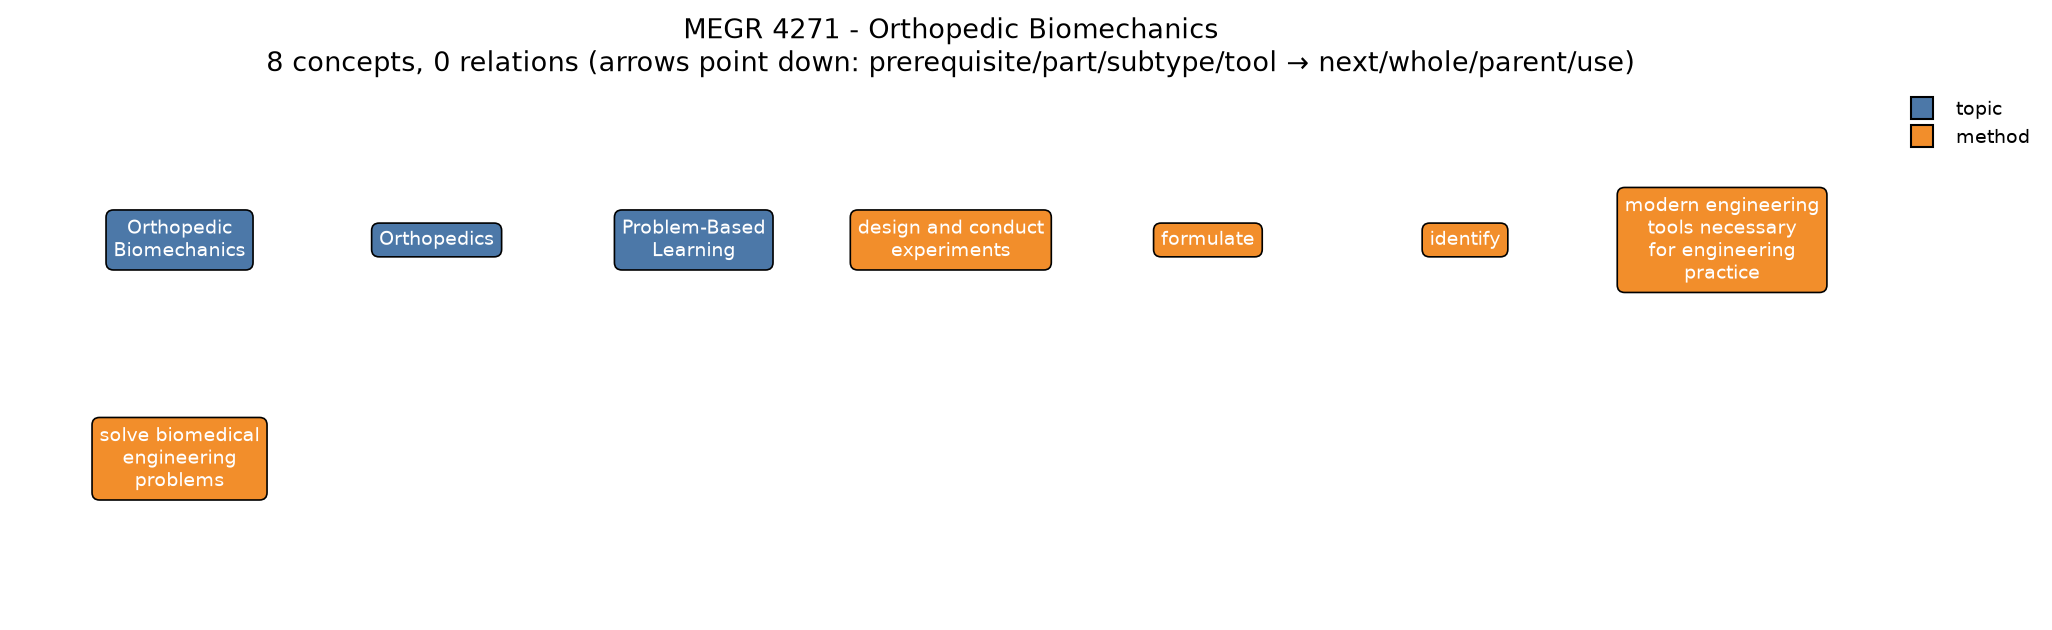 MEGR 4271 - Orthopedic Biomechanics
8 concepts, 0 relations (arrows point down: prerequisite/part/subtype/tool → next/whole/parent/use)
topic
method
Orthopedic
Biomechanics
Orthopedics
Problem-Based
Learning
design and conduct
experiments
formulate
identify
modern engineering
tools necessary
for engineering
practice
solve biomedical
engineering
problems